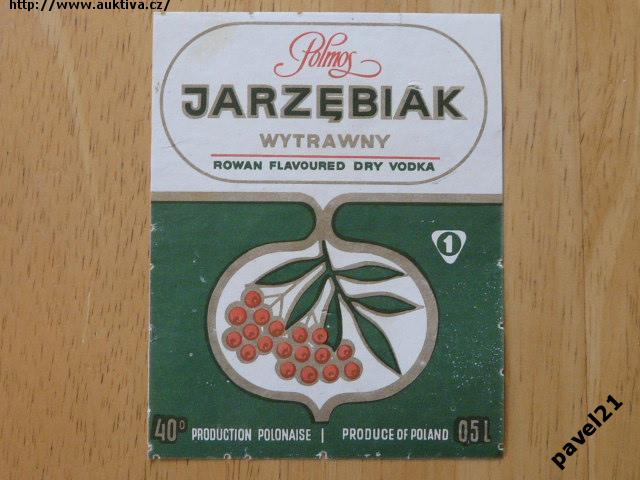 http://www.auktiva.cz/
Polmos
JARZĘBIAK
WYTRAWNY
ROWAN FLAVOURED DRY VODKA
1
40° PRODUCTION POLONAISE | PRODUCE OF POLAND 0,5 L
pavel21